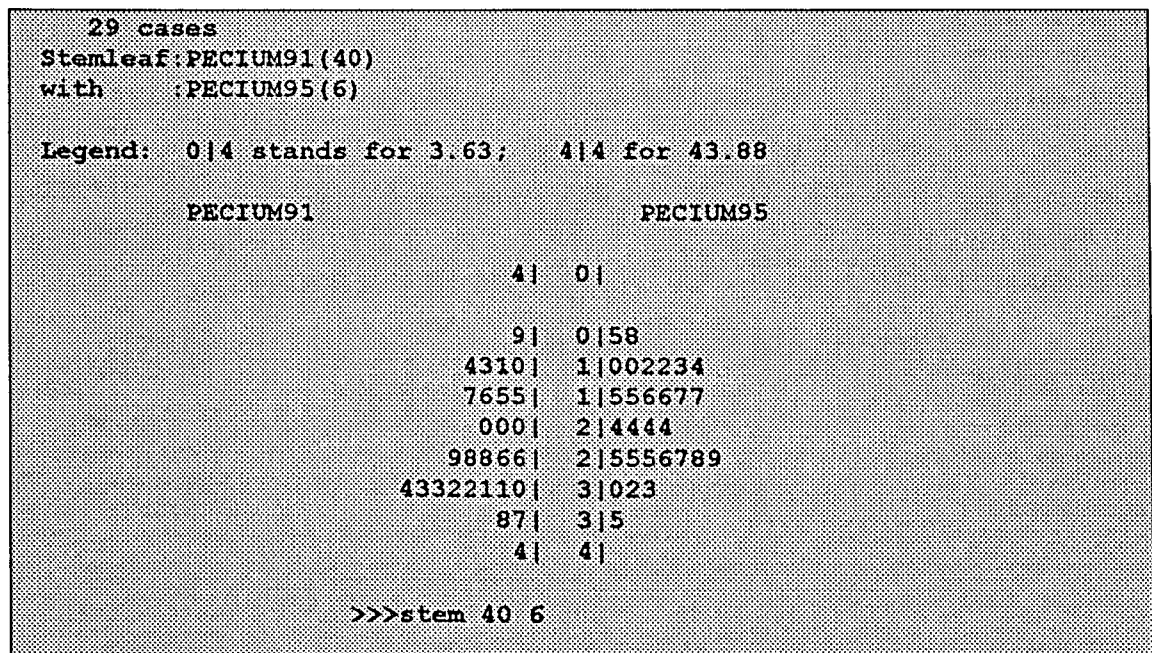 29 cases
Stemleaf:PECIUM91(40)
with :PECIUM95(6)
Legend: 0|4 stands for 3.63; 4|4 for 43.88
PECIUM91 PECIUM95
4| 0|
9| 0|58
4310| 1|002234
7655| 1|556677
000| 2|4444
98866| 2|5556789
43322110| 3|023
87| 3|5
4| 4|
>>>stem 40 6